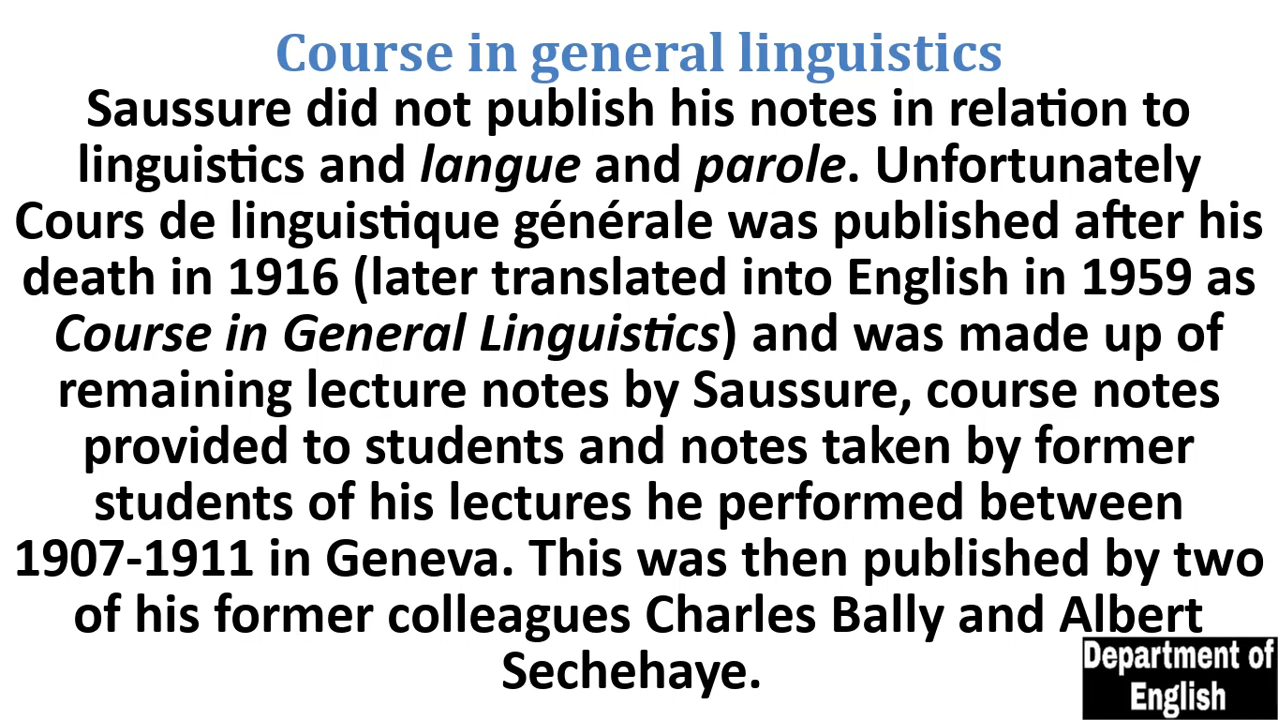 Course in general linguistics
Saussure did not publish his notes in relation to
linguistics and langue and parole. Unfortunately
Cours de linguistique générale was published after his
death in 1916 (later translated into English in 1959 as
Course in General Linguistics) and was made up of
remaining lecture notes by Saussure, course notes
provided to students and notes taken by former
students of his lectures he performed between
1907-1911 in Geneva. This was then published by two
of his former colleagues Charles Bally and Albert
Sechehaye.
Department of
English